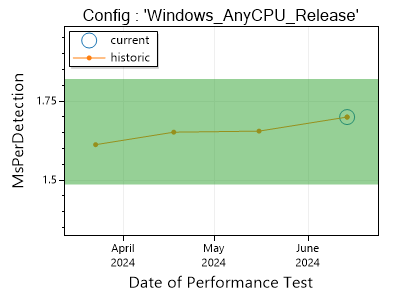 Config : 'Windows_AnyCPU_Release'
current
historic
MsPerDetection
1.75
1.5
April
2024
May
2024
June
2024
Date of Performance Test